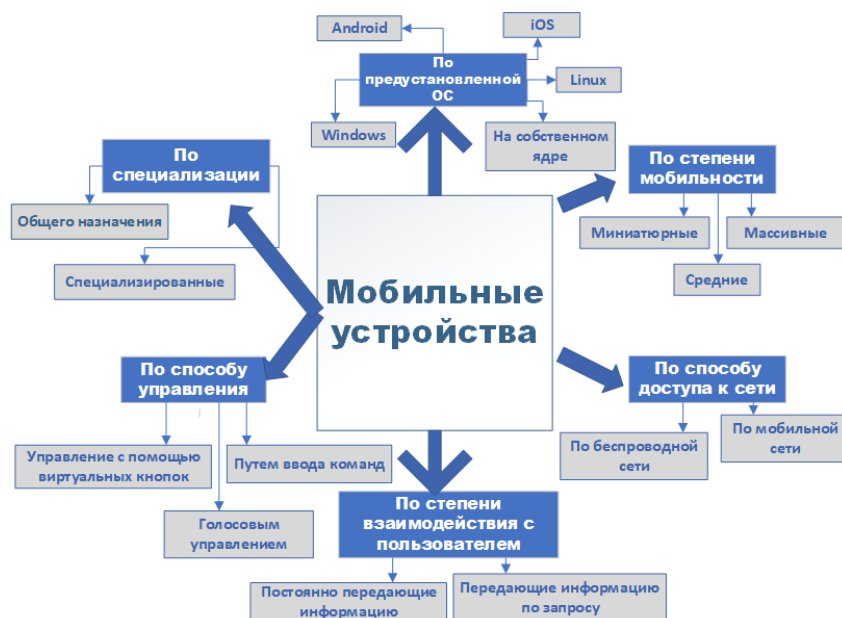 Android
iOS
По
предустановленной
ОС
Linux
Windows
На собственном
ядре
По
специализации
Общего назначения
Специализированные
По степени
мобильности
Миниатюрные
Массивные
Средние
Мобильные
устройства
По способу
управления
Управление с помощью
виртуальных кнопок
Путем ввода команд
Голосовым
управлением
По способу
доступа к сети
По беспроводной
сети
По мобильной
сети
По степени
взаимодействия с
пользователем
Постоянно передающие
информацию
Передающие информацию
по запросу